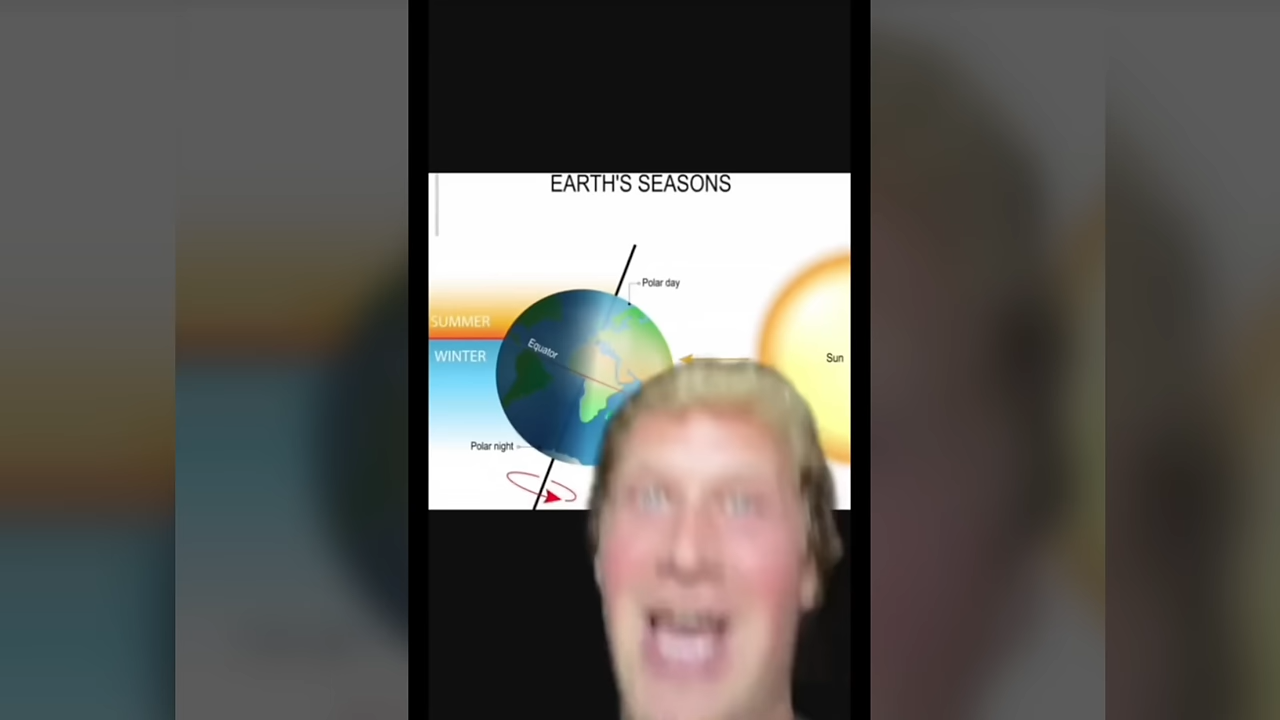 EARTH'S SEASONS
Polar day
SUMMER
Equator
WINTER
Sun
Polar night